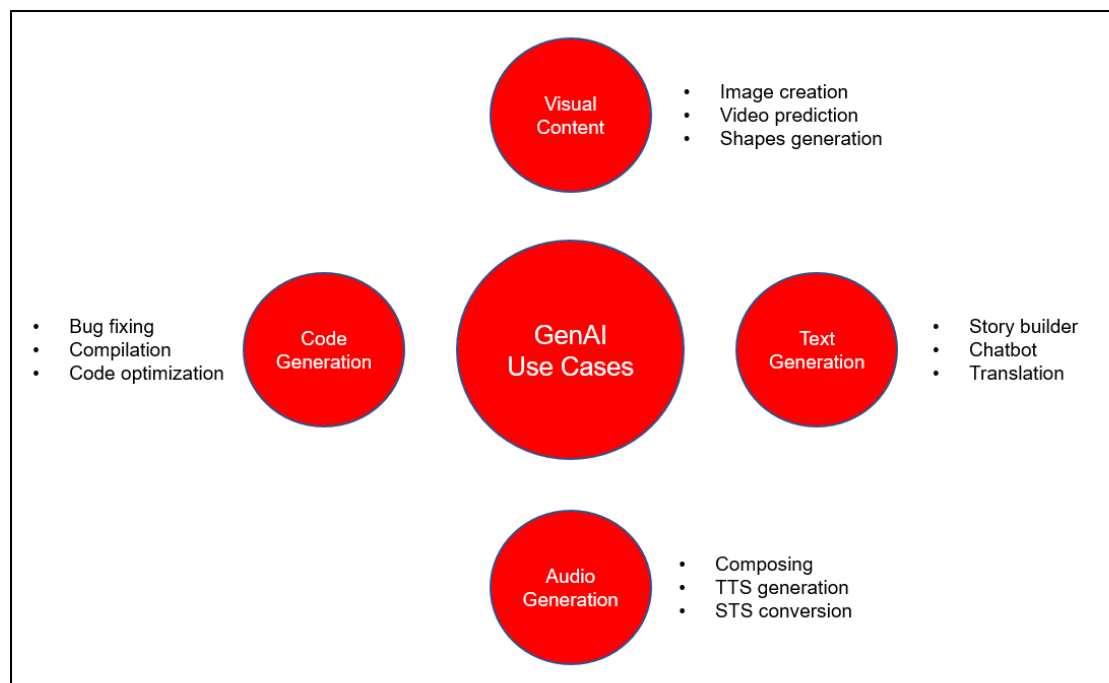 Visual
Content
• Image creation
• Video prediction
• Shapes generation
• Bug fixing
• Compilation
• Code optimization
Code
Generation
GenAI
Use Cases
Text
Generation
• Story builder
• Chatbot
• Translation
Audio
Generation
• Composing
• TTS generation
• STS conversion